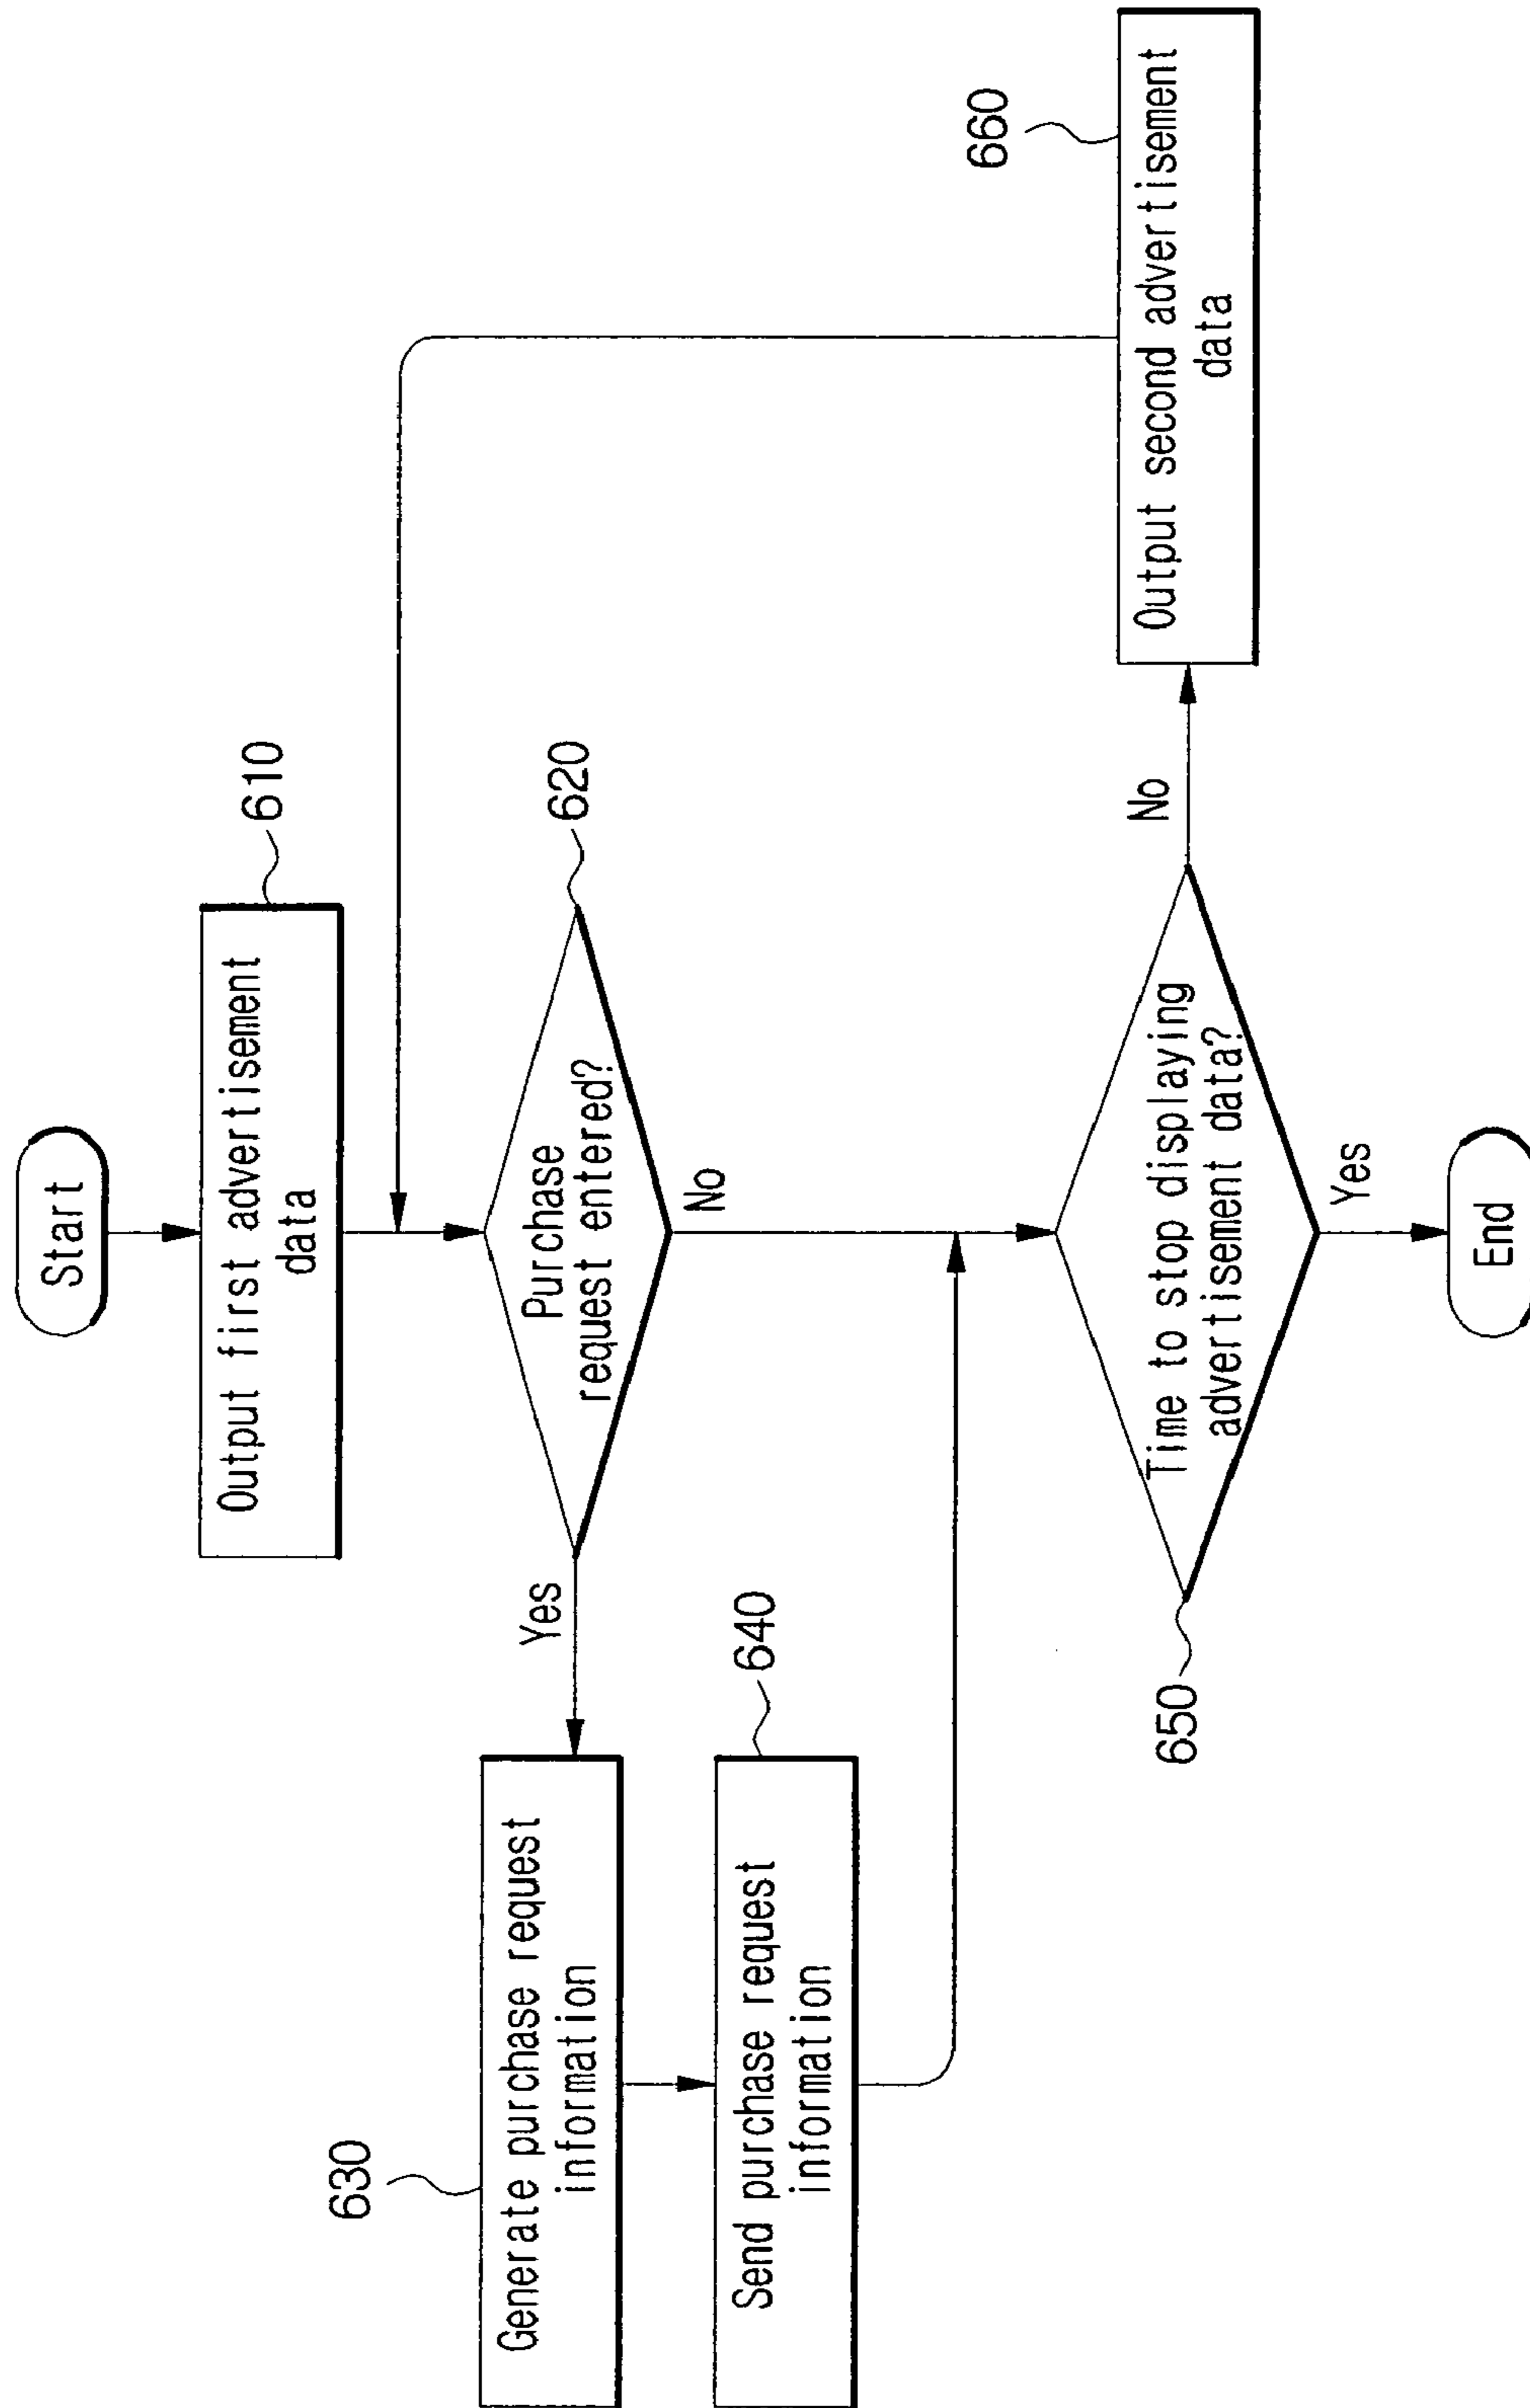 Start
Output first advertisement
data
610
Purchase
request entered?
620
Yes
No
Generate purchase request
information
630
Send purchase request
information
640
Time to stop displaying
advertisement data?
650
No
Yes
Output second advertisement
data
660
End